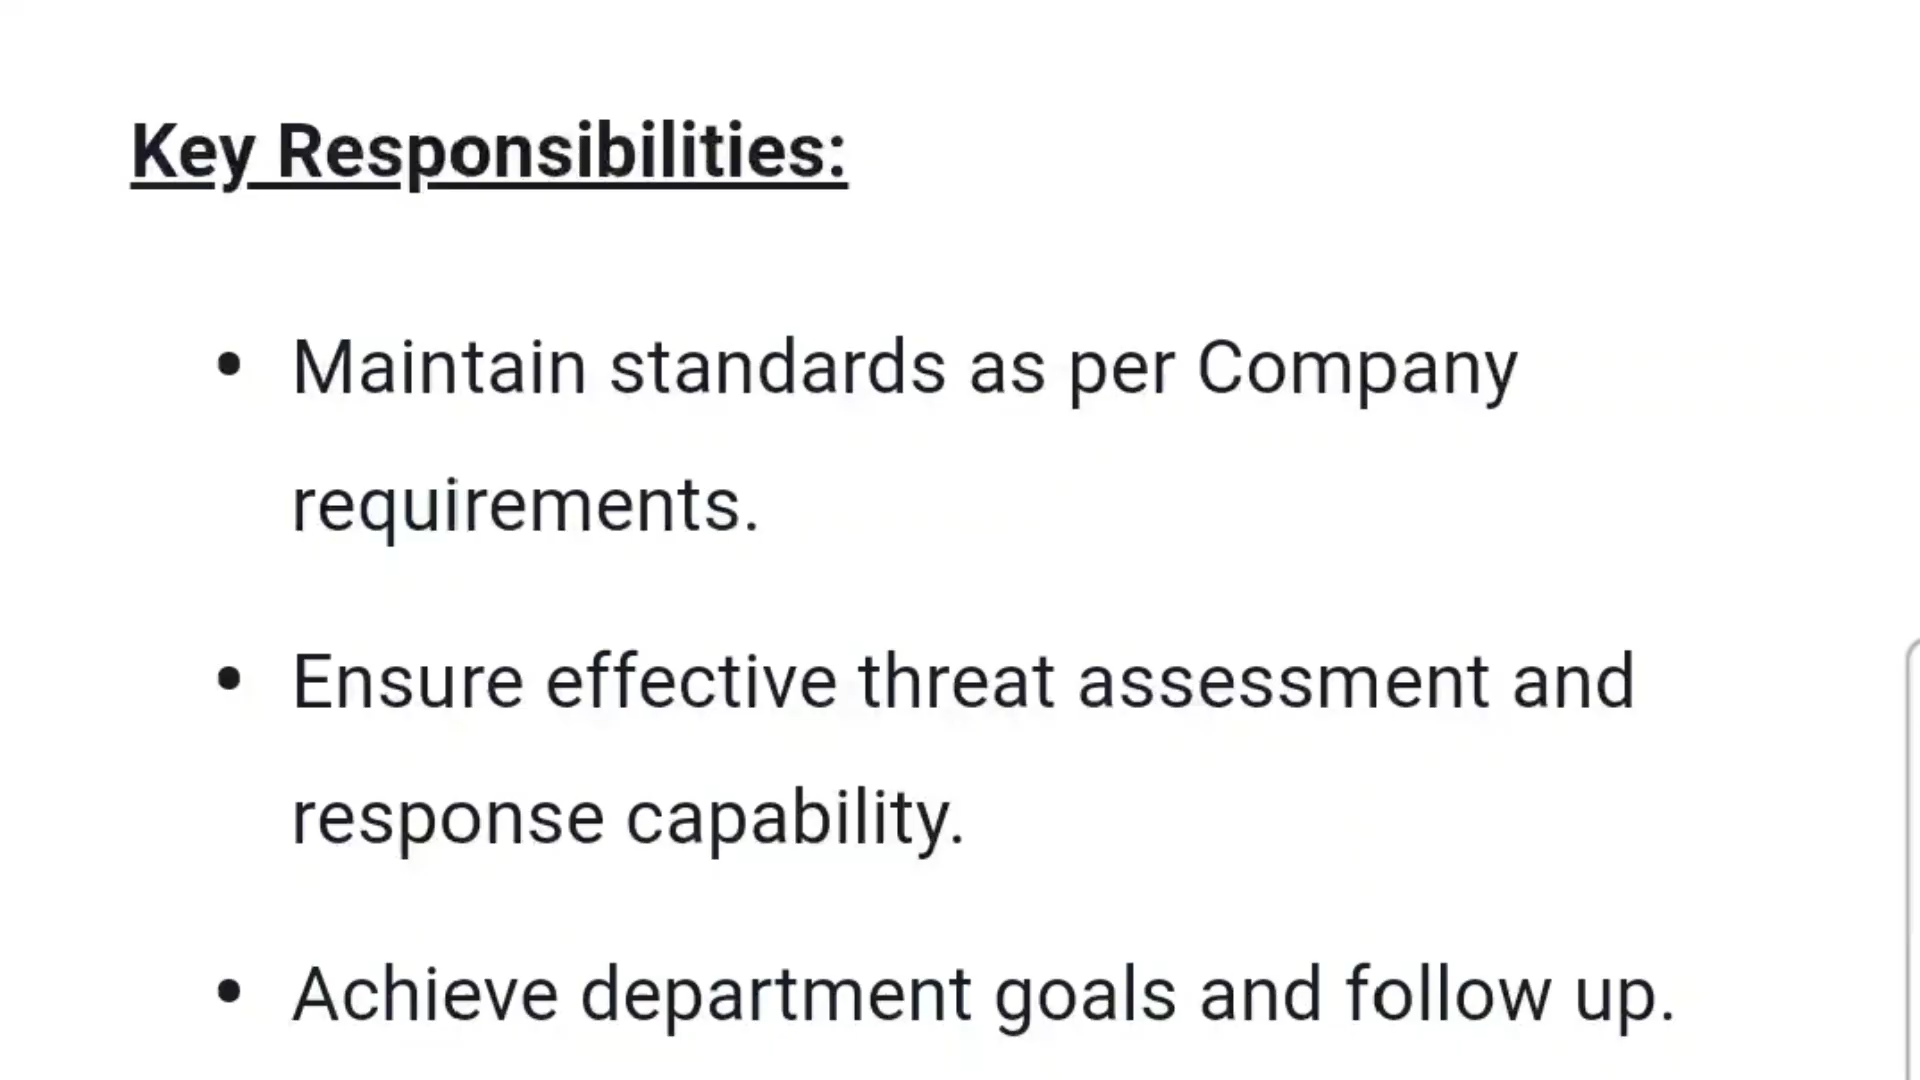 Key Responsibilities:
• Maintain standards as per Company
requirements.
• Ensure effective threat assessment and
response capability.
• Achieve department goals and follow up.